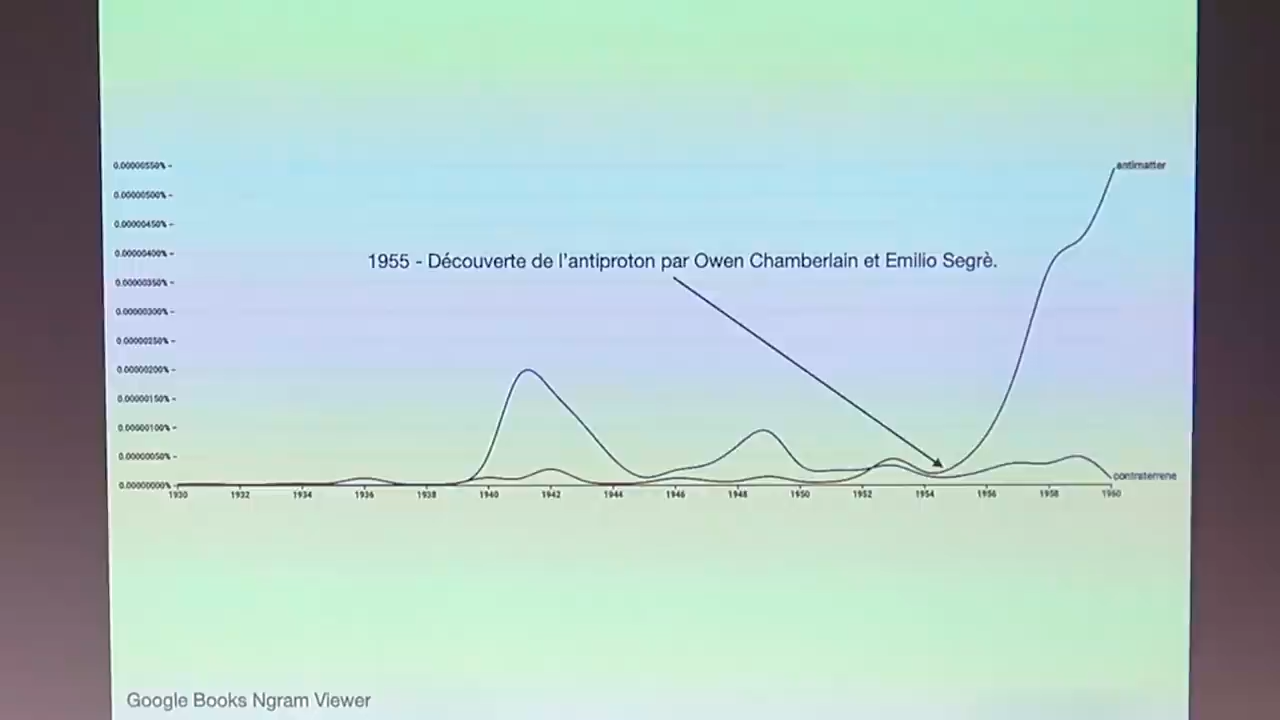 0.00000550%
antimatter
0.00000500%
0.00000450%
0.00000400%
1955 - Découverte de l'antiproton par Owen Chamberlain et Emilio Segrè.
0.00000350%
0.00000300%
0.00000250%
0.00000200%
0.00000150%
0.00000100%
0.00000050%
contraterrene
0.00000000%
1930 1932 1934 1936 1938 1940 1942 1944 1946 1948 1950 1952 1954 1956 1958 1960
Google Books Ngram Viewer